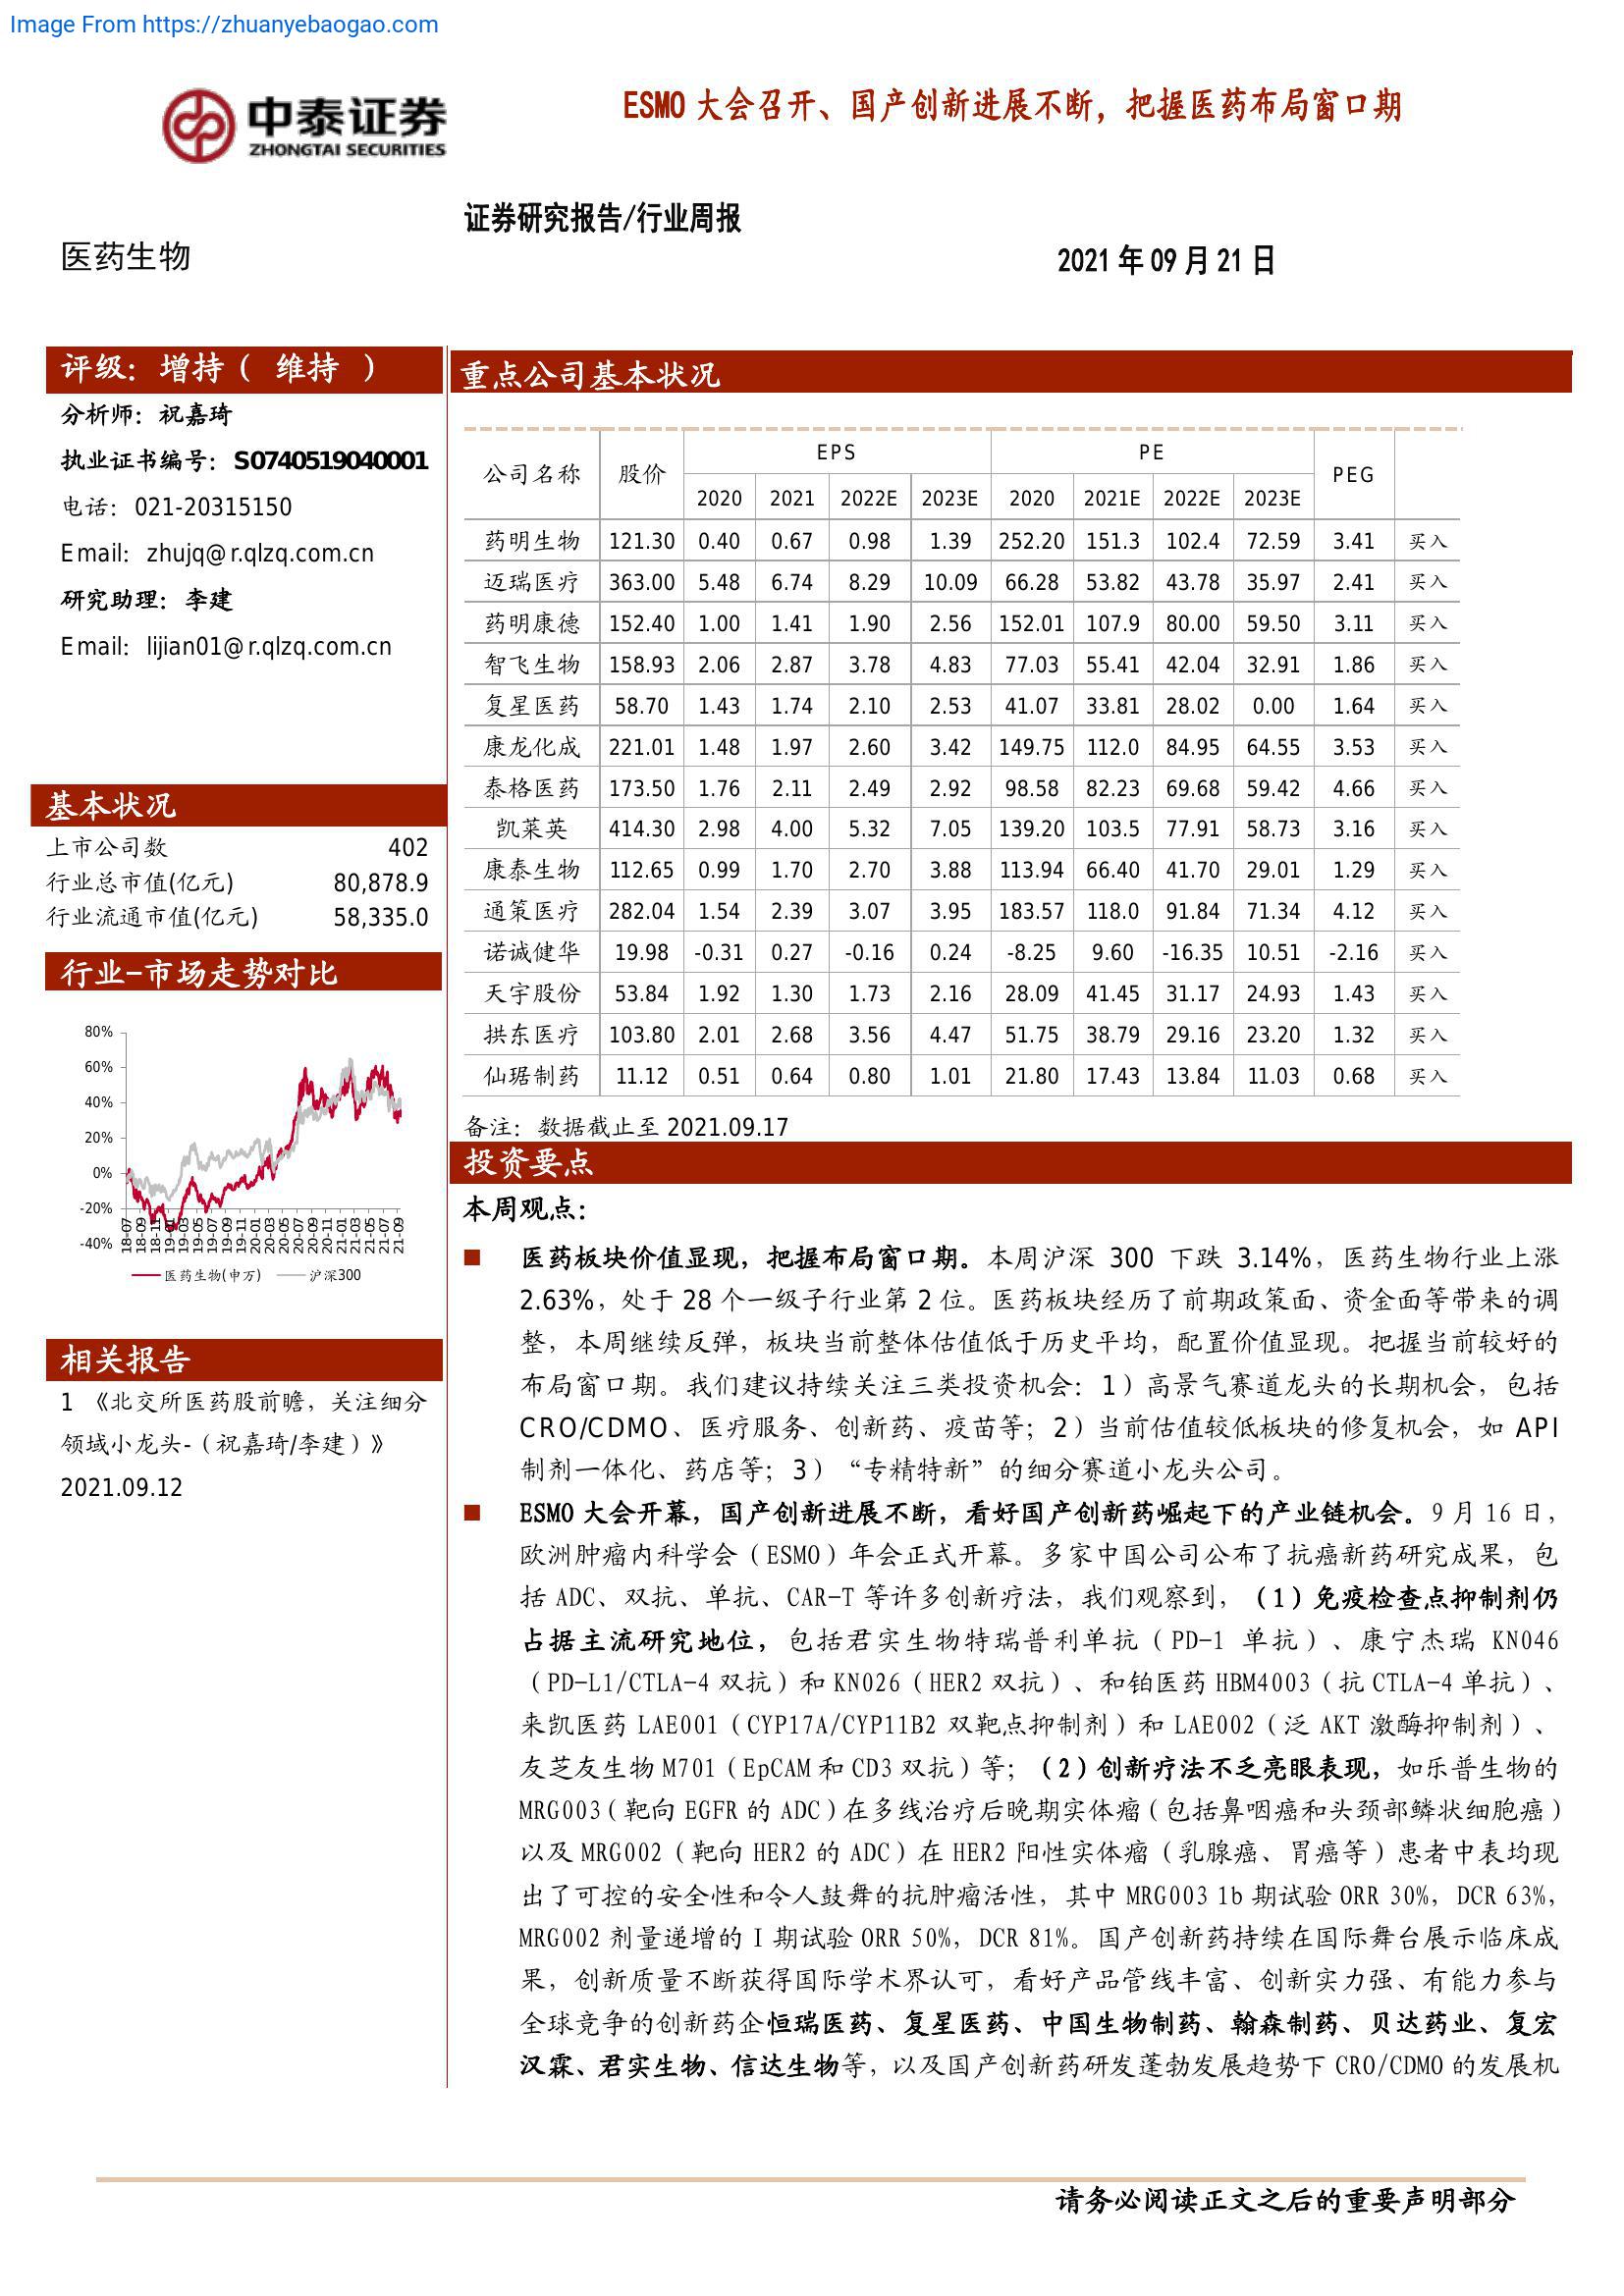 Image From https://zhuanyebaogao.com
中泰证券
ZHONGTAI SECURITIES
ESMO 大会召开、国产创新进展不断，把握医药布局窗口期
证券研究报告/行业周报
医药生物
2021 年 09 月 21 日
评级：增持（ 维持 ）
分析师：祝嘉琦
执业证书编号：S0740519040001
电话：021-20315150
Email：zhujq@r.qlzq.com.cn
研究助理：李建
Email：lijian01@r.qlzq.com.cn
基本状况
上市公司数 402
行业总市值(亿元) 80,878.9
行业流通市值(亿元) 58,335.0
行业-市场走势对比
80%
60%
40%
20%
0%
-20%
-40%
18-07 18-09 18-11 19-01 19-03 19-05 19-07 19-09 19-11 20-01 20-03 20-05 20-07 20-09 20-11 21-01 21-03 21-05 21-07 21-09
医药生物(申万) 沪深300
相关报告
1 《北交所医药股前瞻，关注细分
领域小龙头-（祝嘉琦/李建）》
2021.09.12
重点公司基本状况
公司名称 股价 EPS PE PEG
2020 2021 2022E 2023E 2020 2021E 2022E 2023E
药明生物 121.30 0.40 0.67 0.98 1.39 252.20 151.3 102.4 72.59 3.41 买入
迈瑞医疗 363.00 5.48 6.74 8.29 10.09 66.28 53.82 43.78 35.97 2.41 买入
药明康德 152.40 1.00 1.41 1.90 2.56 152.01 107.9 80.00 59.50 3.11 买入
智飞生物 158.93 2.06 2.87 3.78 4.83 77.03 55.41 42.04 32.91 1.86 买入
复星医药 58.70 1.43 1.74 2.10 2.53 41.07 33.81 28.02 0.00 1.64 买入
康龙化成 221.01 1.48 1.97 2.60 3.42 149.75 112.0 84.95 64.55 3.53 买入
泰格医药 173.50 1.76 2.11 2.49 2.92 98.58 82.23 69.68 59.42 4.66 买入
凯莱英 414.30 2.98 4.00 5.32 7.05 139.20 103.5 77.91 58.73 3.16 买入
康泰生物 112.65 0.99 1.70 2.70 3.88 113.94 66.40 41.70 29.01 1.29 买入
通策医疗 282.04 1.54 2.39 3.07 3.95 183.57 118.0 91.84 71.34 4.12 买入
诺诚健华 19.98 -0.31 0.27 -0.16 0.24 -8.25 9.60 -16.35 10.51 -2.16 买入
天宇股份 53.84 1.92 1.30 1.73 2.16 28.09 41.45 31.17 24.93 1.43 买入
拱东医疗 103.80 2.01 2.68 3.56 4.47 51.75 38.79 29.16 23.20 1.32 买入
仙琚制药 11.12 0.51 0.64 0.80 1.01 21.80 17.43 13.84 11.03 0.68 买入
备注：数据截止至 2021.09.17
投资要点
本周观点：
■ 医药板块价值显现，把握布局窗口期。本周沪深 300 下跌 3.14%，医药生物行业上涨
2.63%，处于 28 个一级子行业第 2 位。医药板块经历了前期政策面、资金面等带来的调
整，本周继续反弹，板块当前整体估值低于历史平均，配置价值显现。把握当前较好的
布局窗口期。我们建议持续关注三类投资机会：1）高景气赛道龙头的长期机会，包括
CRO/CDMO、医疗服务、创新药、疫苗等；2）当前估值较低板块的修复机会，如 API
制剂一体化、药店等；3）“专精特新”的细分赛道小龙头公司。
■ ESMO 大会开幕，国产创新进展不断，看好国产创新药崛起下的产业链机会。9 月 16 日，
欧洲肿瘤内科学会（ESMO）年会正式开幕。多家中国公司公布了抗癌新药研究成果，包
括 ADC、双抗、单抗、CAR-T 等许多创新疗法，我们观察到，（1）免疫检查点抑制剂仍
占据主流研究地位，包括君实生物特瑞普利单抗（PD-1 单抗）、康宁杰瑞 KN046
（PD-L1/CTLA-4 双抗）和 KN026（HER2 双抗）、和铂医药 HBM4003（抗 CTLA-4 单抗）、
来凯医药 LAE001（CYP17A/CYP11B2 双靶点抑制剂）和 LAE002（泛 AKT 激酶抑制剂）、
友芝友生物 M701（EpCAM 和 CD3 双抗）等；（2）创新疗法不乏亮眼表现，如乐普生物的
MRG003（靶向 EGFR 的 ADC）在多线治疗后晚期实体瘤（包括鼻咽癌和头颈部鳞状细胞癌）
以及 MRG002（靶向 HER2 的 ADC）在 HER2 阳性实体瘤（乳腺癌、胃癌等）患者中表均现
出了可控的安全性和令人鼓舞的抗肿瘤活性，其中 MRG003 1b 期试验 ORR 30%，DCR 63%，
MRG002 剂量递增的 I 期试验 ORR 50%，DCR 81%。国产创新药持续在国际舞台展示临床成
果，创新质量不断获得国际学术界认可，看好产品管线丰富、创新实力强、有能力参与
全球竞争的创新药企恒瑞医药、复星医药、中国生物制药、翰森制药、贝达药业、复宏
汉霖、君实生物、信达生物等，以及国产创新药研发蓬勃发展趋势下 CRO/CDMO 的发展机
请务必阅读正文之后的重要声明部分